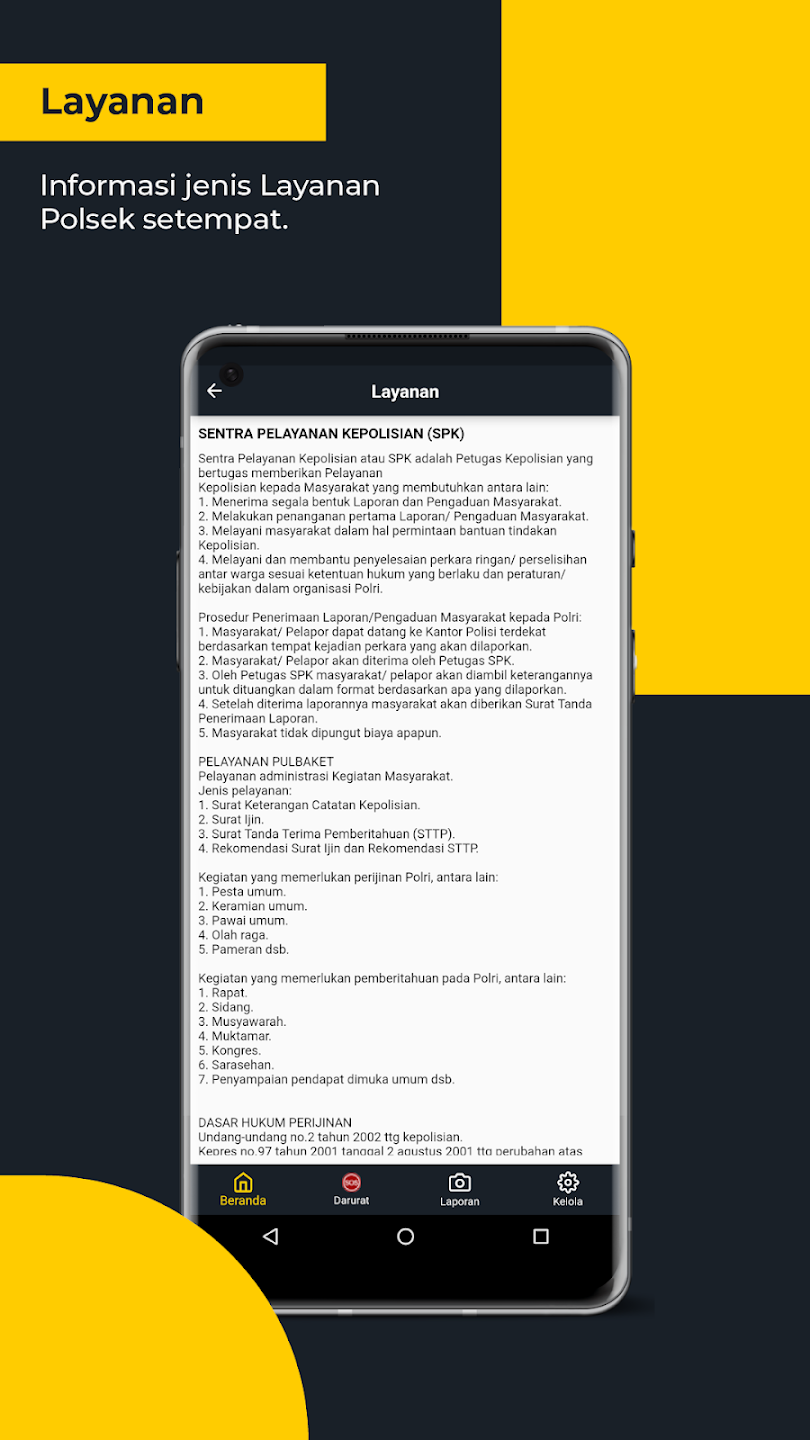 Layanan
Informasi jenis Layanan
Polsek setempat.
Layanan
SENTRA PELAYANAN KEPOLISIAN (SPK)
Sentra Pelayanan Kepolisian atau SPK adalah Petugas Kepolisian yang
bertugas memberikan Pelayanan
Kepolisian kepada Masyarakat yang membutuhkan antara lain:
1. Menerima segala bentuk Laporan dan Pengaduan Masyarakat.
2. Melakukan penanganan pertama Laporan/ Pengaduan Masyarakat.
3. Melayani masyarakat dalam hal permintaan bantuan tindakan
Kepolisian.
4. Melayani dan membantu penyelesaian perkara ringan/ perselisihan
antar warga sesuai ketentuan hukum yang berlaku dan peraturan/
kebijakan dalam organisasi Polri.
Prosedur Penerimaan Laporan/Pengaduan Masyarakat kepada Polri:
1. Masyarakat/ Pelapor dapat datang ke Kantor Polisi terdekat
berdasarkan tempat kejadian perkara yang akan dilaporkan.
2. Masyarakat/ Pelapor akan diterima oleh Petugas SPK.
3. Oleh Petugas SPK masyarakat/ pelapor akan diambil keterangannya
untuk dituangkan dalam format berdasarkan apa yang dilaporkan.
4. Setelah diterima laporannya masyarakat akan diberikan Surat Tanda
Penerimaan Laporan.
5. Masyarakat tidak dipungut biaya apapun.
PELAYANAN PULBAKET
Pelayanan administrasi Kegiatan Masyarakat.
Jenis pelayanan:
1. Surat Keterangan Catatan Kepolisian.
2. Surat Ijin.
3. Surat Tanda Terima Pemberitahuan (STTP).
4. Rekomendasi Surat Ijin dan Rekomendasi STTP.
Kegiatan yang memerlukan perijinan Polri, antara lain:
1. Pesta umum.
2. Keramian umum.
3. Pawai umum.
4. Olah raga.
5. Pameran dsb.
Kegiatan yang memerlukan pemberitahuan pada Polri, antara lain:
1. Rapat.
2. Sidang.
3. Musyawarah.
4. Muktamar.
5. Kongres.
6. Sarasehan.
7. Penyampaian pendapat dimuka umum dsb.
DASAR HUKUM PERIJINAN
Undang-undang no.2 tahun 2002 ttg kepolisian.
Kepres no.97 tahun 2001 tanggal 2 agustus 2001 ttg perubahan atas
SOS
Beranda
Darurat
Laporan
Kelola